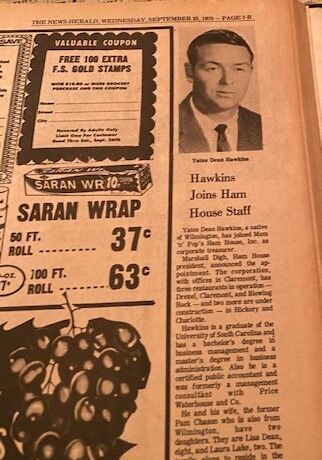 THE NEWS-HERALD, WEDNESDAY, SEPTEMBER 23, 1970 — PAGE 7-B
VALUABLE COUPON
FREE 100 EXTRA
F.S. GOLD STAMPS
WITH $10.00 or MORE GROCERY
PURCHASE AND THIS COUPON
Name
Street
City
Honored By Adults Only
Limit One Per Customer
Good Thru Sat., Sept. 26th
SARAN WRAP
SARAN WRAP
50 FT.
ROLL 37c
100 FT.
ROLL 63c
Yates Dean Hawkins
Hawkins
Joins Ham
House Staff
Yates Dean Hawkins, a native
of Wilmington, has joined Mom
'n' Pop's Ham House, Inc. as
corporate treasurer.
Marshall Digh, Ham House
president, announced the ap-
pointment. The corporation,
with offices in Claremont, has
three restaurants in operation —
Drexel, Claremont, and Blowing
Rock — and two more are under
construction — in Hickory and
Charlotte.
Hawkins is a graduate of the
University of South Carolina and
has a bachelor's degree in
business management and a
master's degree in business
administration. Also he is a
certified public accountant and
was formerly a management
consultant with Price
Waterhouse and Co.
He and his wife, the former
Pam Chason who is also from
Wilmington, have two
daughters. They are Lisa Dean,
eight, and Laura Lake, two. The